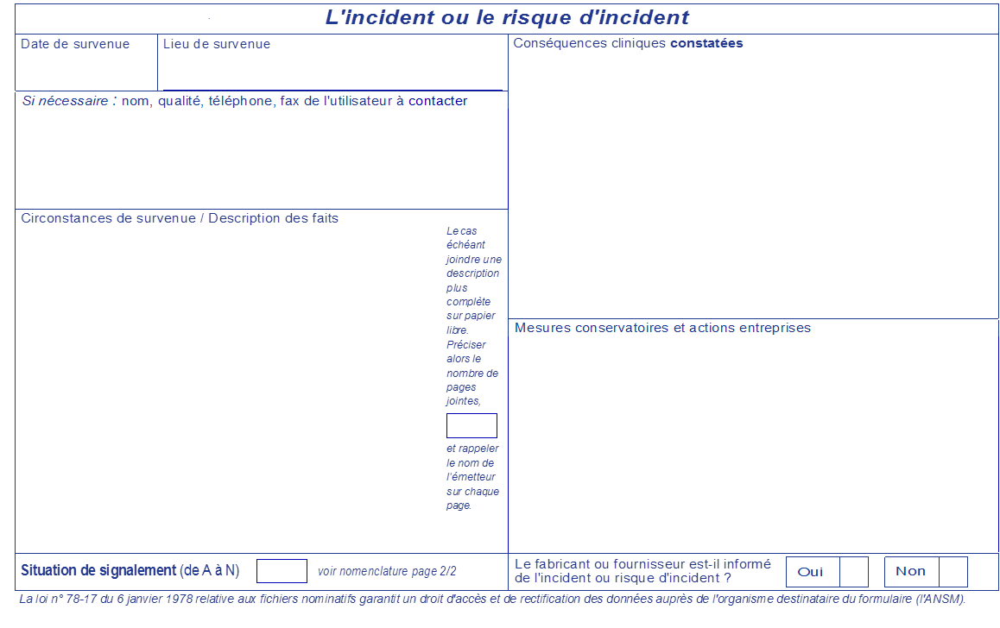 L'incident ou le risque d'incident
Date de survenue
Lieu de survenue
Si nécessaire : nom, qualité, téléphone, fax de l'utilisateur à contacter
Circonstances de survenue / Description des faits
Le cas
échéant
joindre une
description
plus
complète
sur papier
libre.
Préciser
alors le
nombre de
pages
jointes,
et rappeler
le nom de
l'émetteur
sur chaque
page.
Situation de signalement (de A à N)
voir nomenclature page 2/2
Conséquences cliniques constatées
Mesures conservatoires et actions entreprises
Le fabricant ou fournisseur est-il informé
de l'incident ou risque d'incident ?
Oui
Non
La loi n° 78-17 du 6 janvier 1978 relative aux fichiers nominatifs garantit un droit d'accès et de rectification des données auprès de l'organisme destinataire du formulaire (l'ANSM).